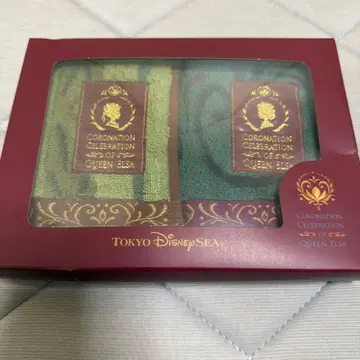 CORONATION
CELEBRATION
OF
QUEEN ELSA
CORONATION
CELEBRATION
OF
QUEEN ELSA
TOKYO DISNEYSEA
CORONATION
CELEBRATION
OF
QUEEN ELSA